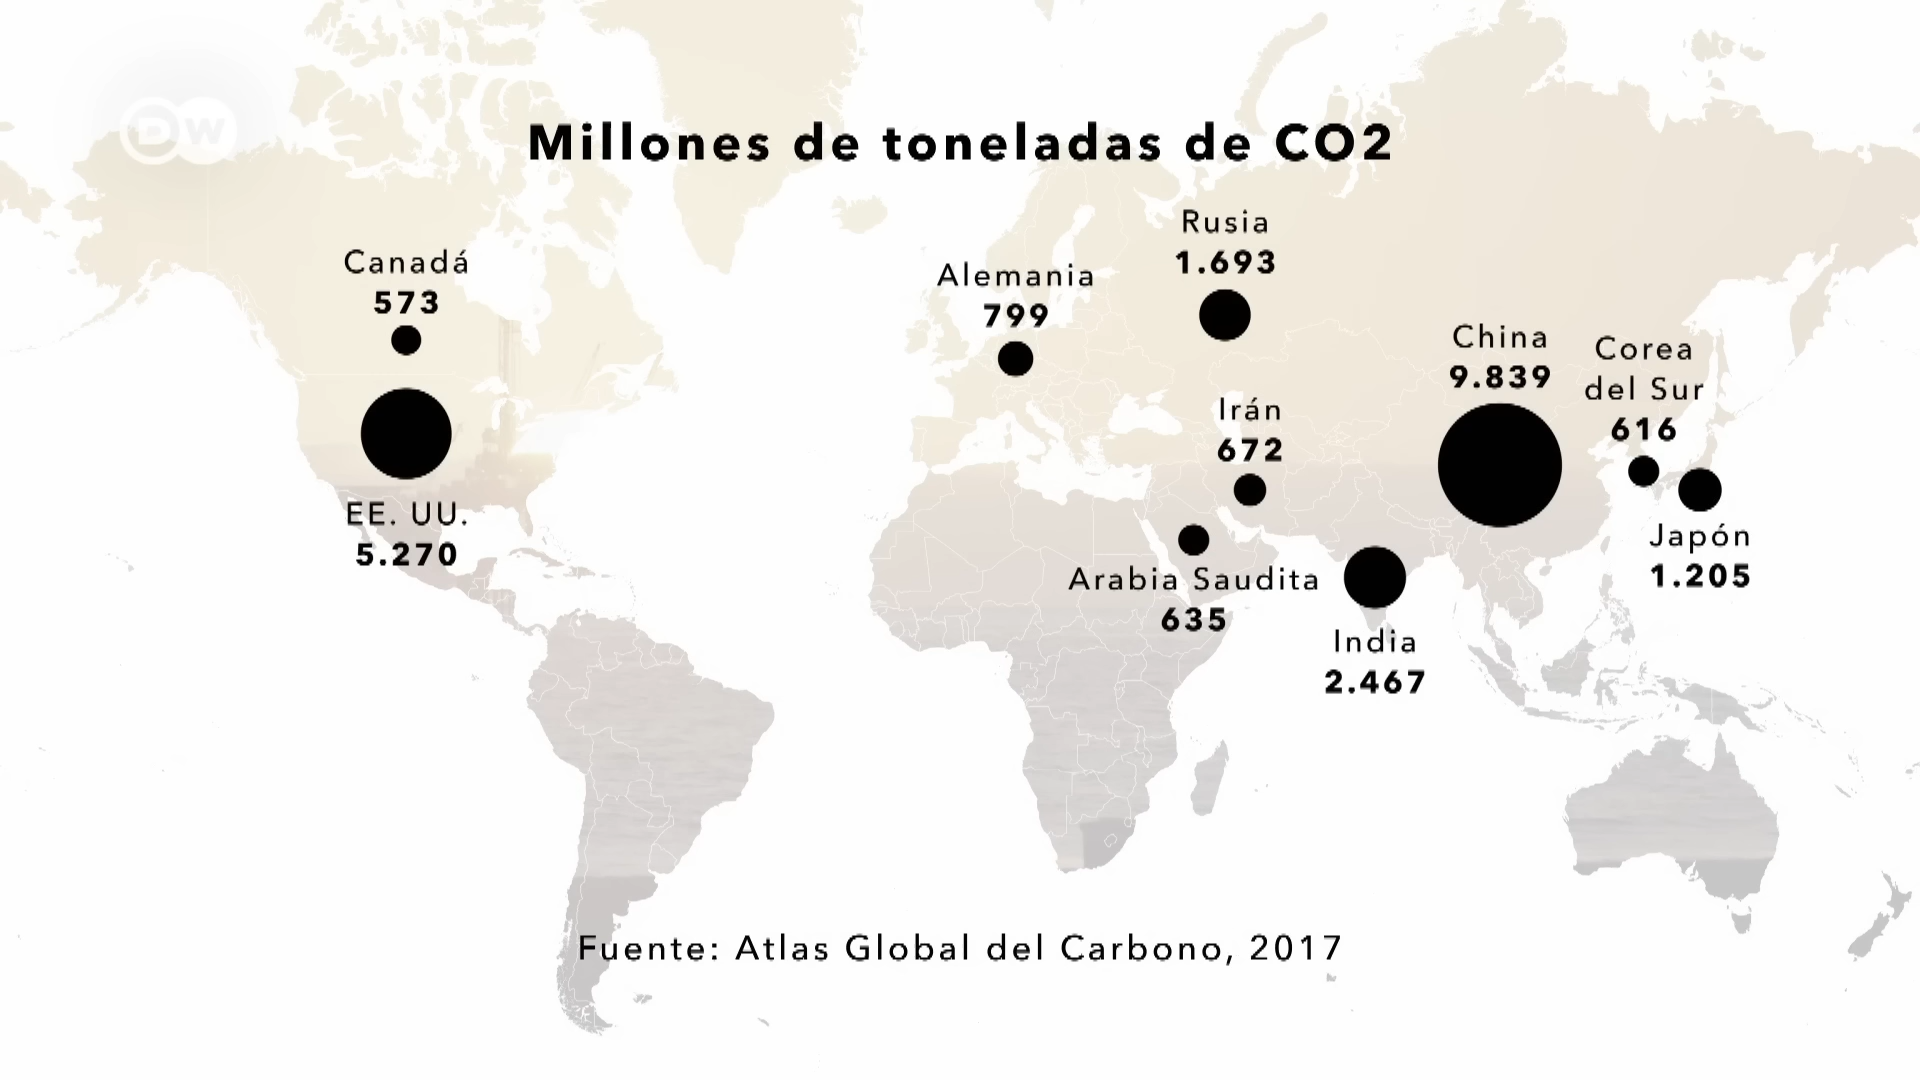 DW
Millones de toneladas de CO2
Canadá
573
EE. UU.
5.270
Alemania
799
Rusia
1.693
Irán
672
Arabia Saudita
635
India
2.467
China
9.839
Corea
del Sur
616
Japón
1.205
Fuente: Atlas Global del Carbono, 2017